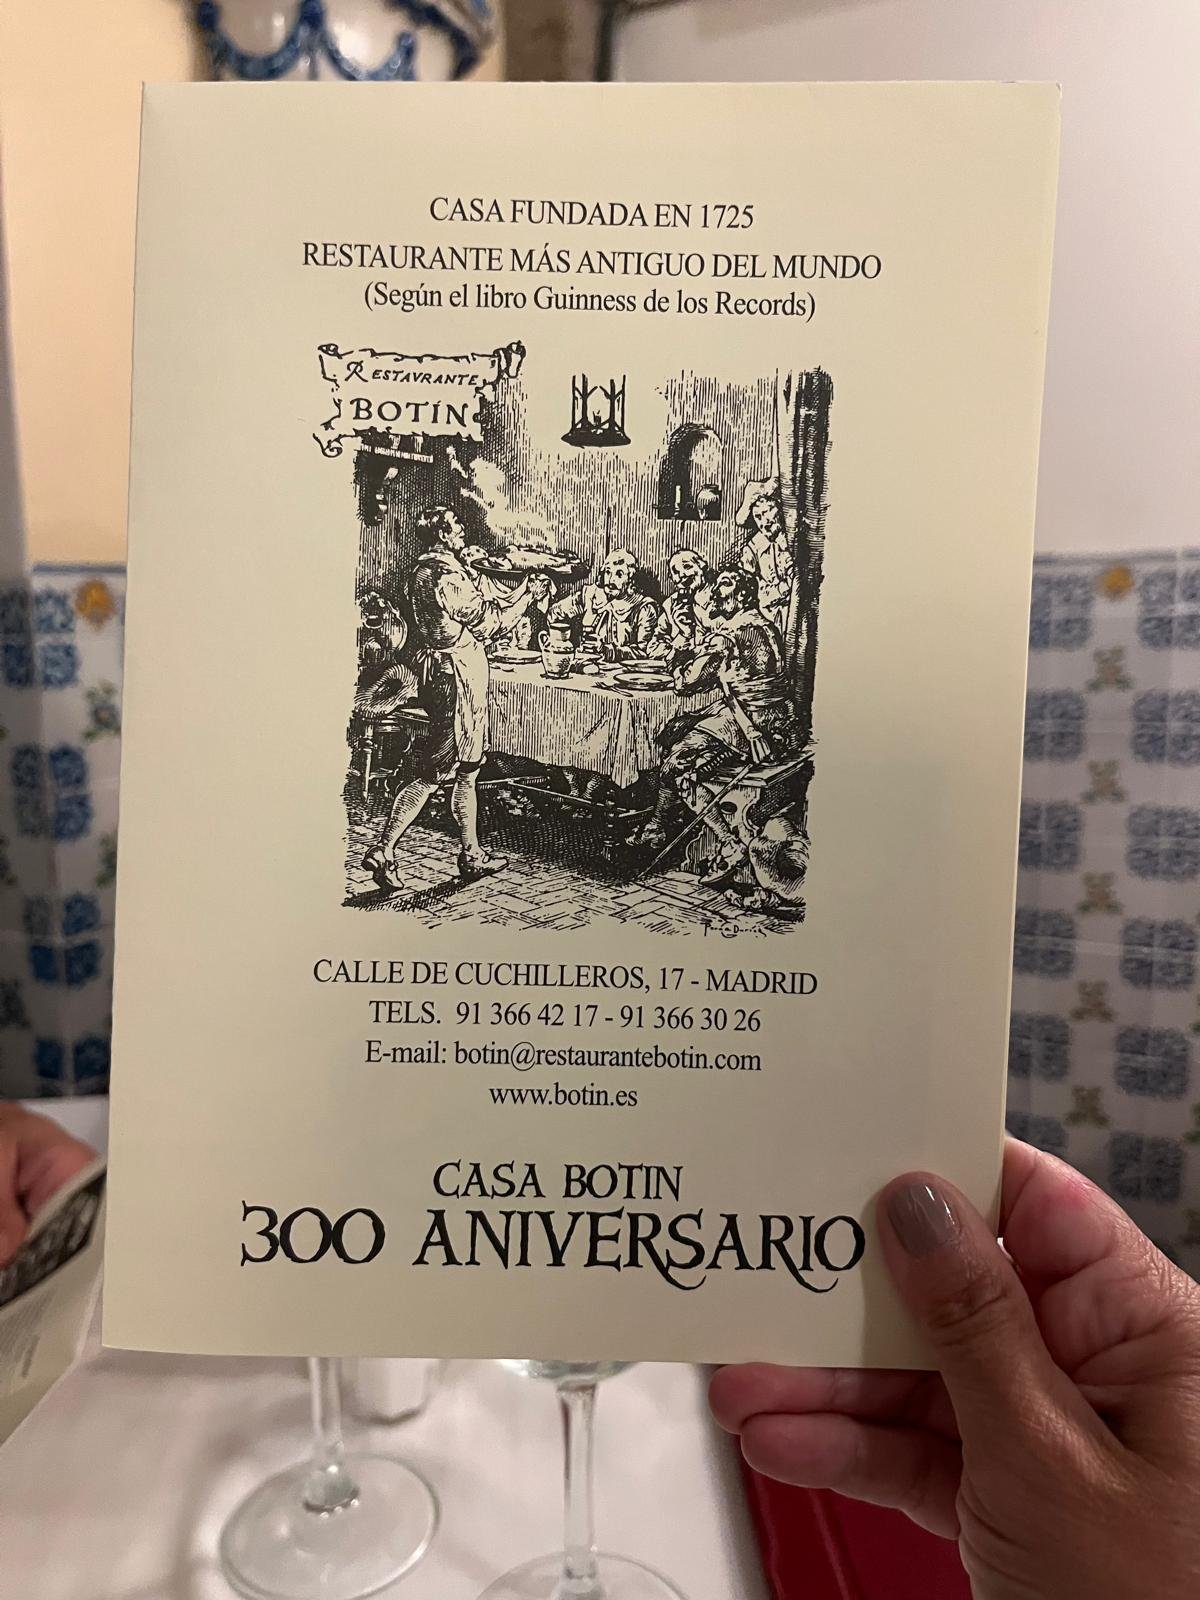 CASA FUNDADA EN 1725
RESTAURANTE MÁS ANTIGUO DEL MUNDO
(Según el libro Guinness de los Records)
RESTAVRANTE
BOTÍN
CALLE DE CUCHILLEROS, 17 - MADRID
TELS. 91 366 42 17 - 91 366 30 26
E-mail: botin@restaurantebotin.com
www.botin.es
CASA BOTIN
300 ANIVERSARIO